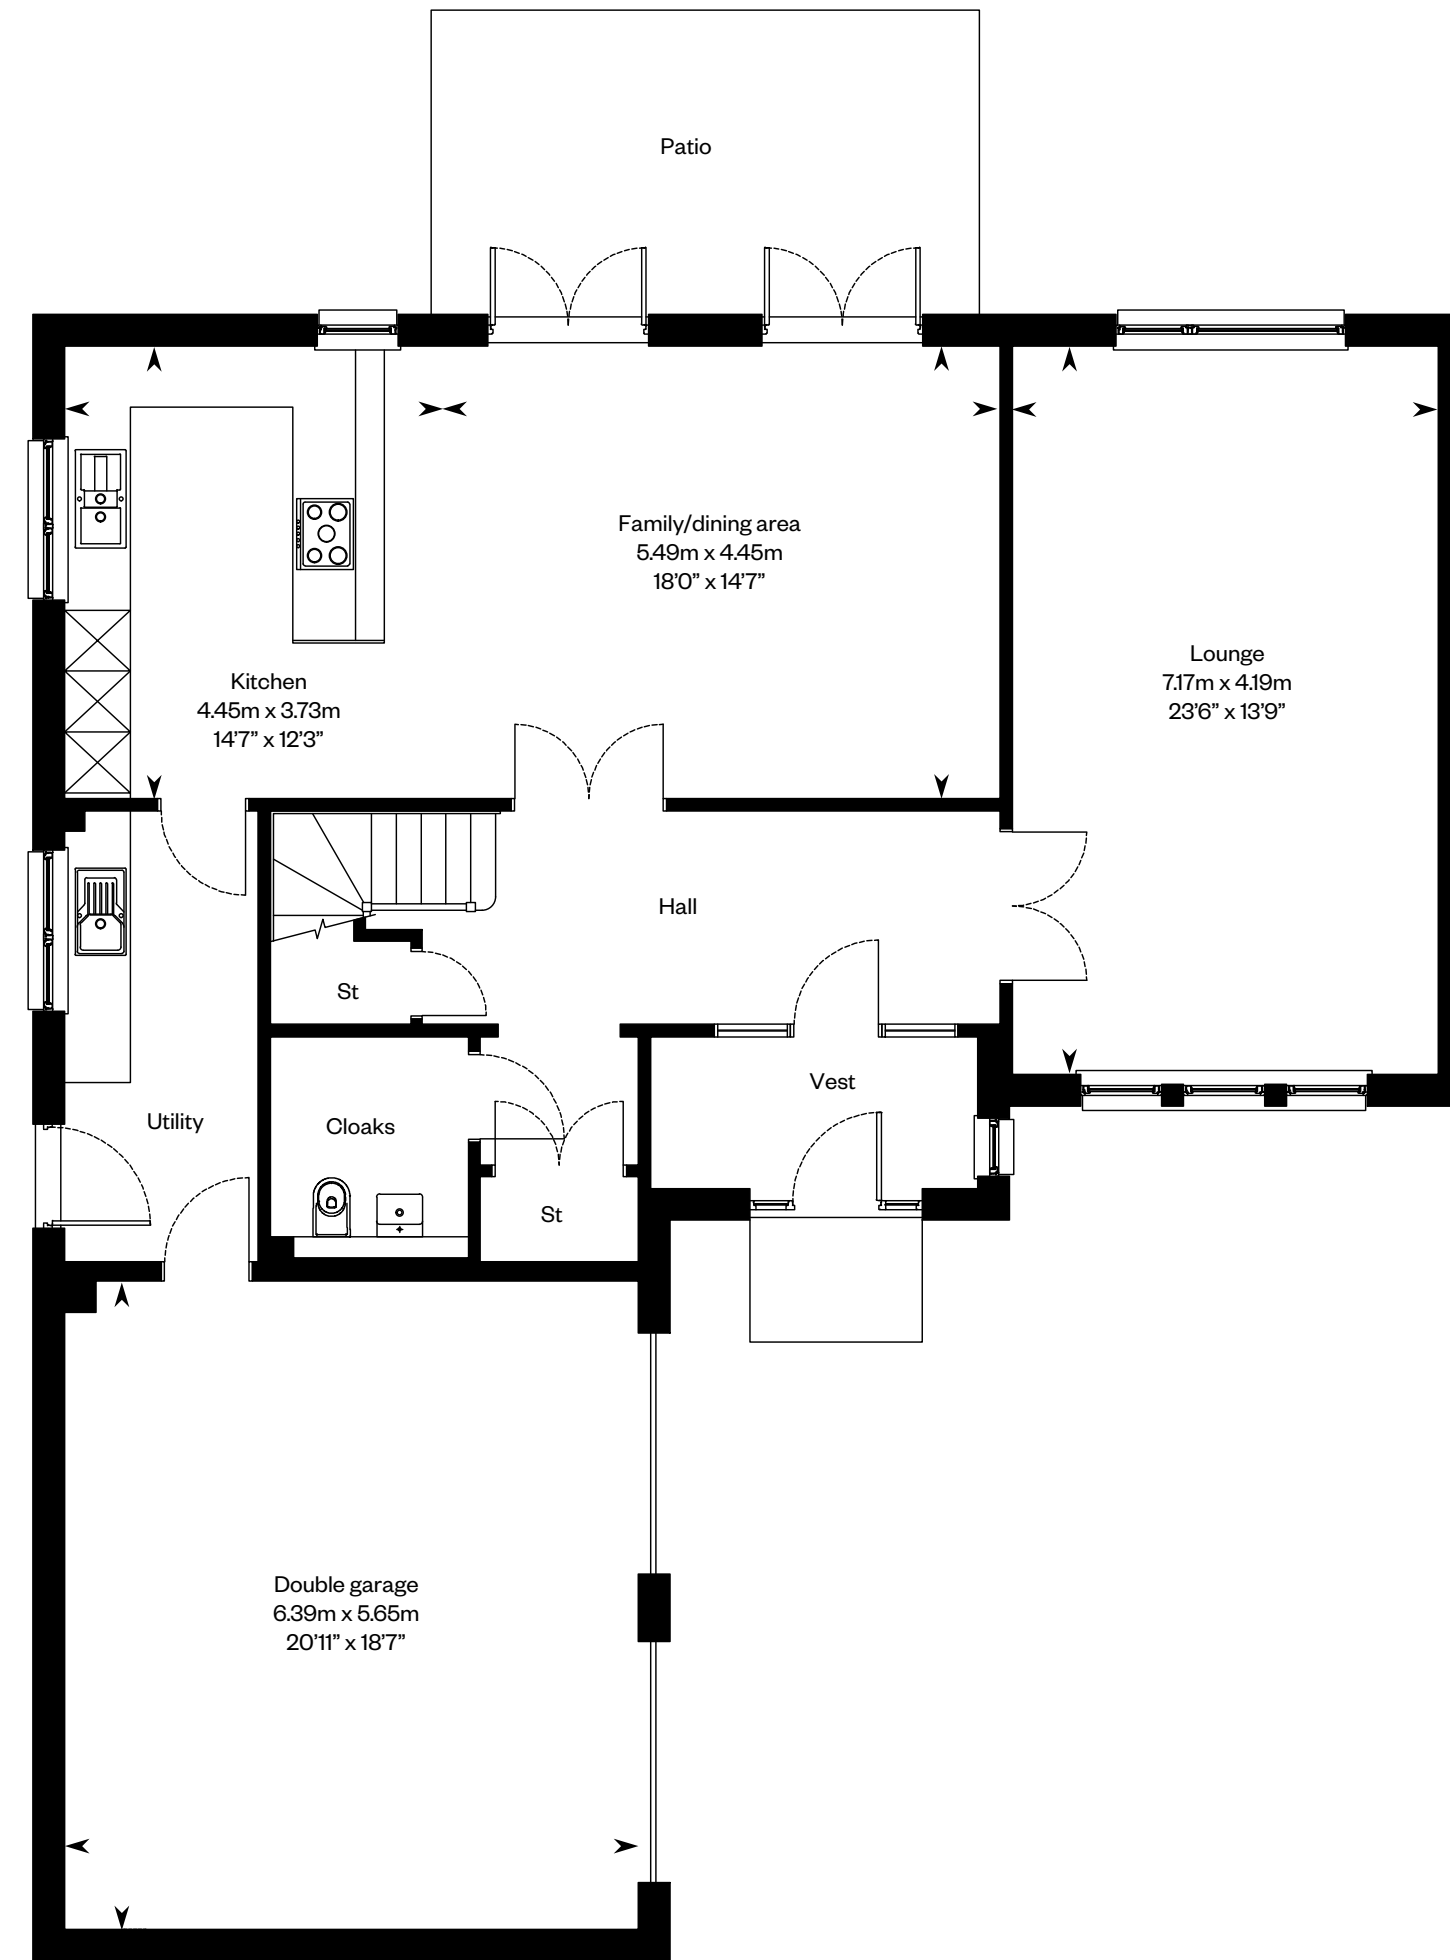 Patio
Family/dining area
5.49m x 4.45m
18’0” x 14’7”
Lounge
7.17m x 4.19m
23’6” x 13’9”
Kitchen
4.45m x 3.73m
14’7” x 12’3”
Hall
St
Vest
Utility
Cloaks
St
Double garage
6.39m x 5.65m
20’11” x 18’7”